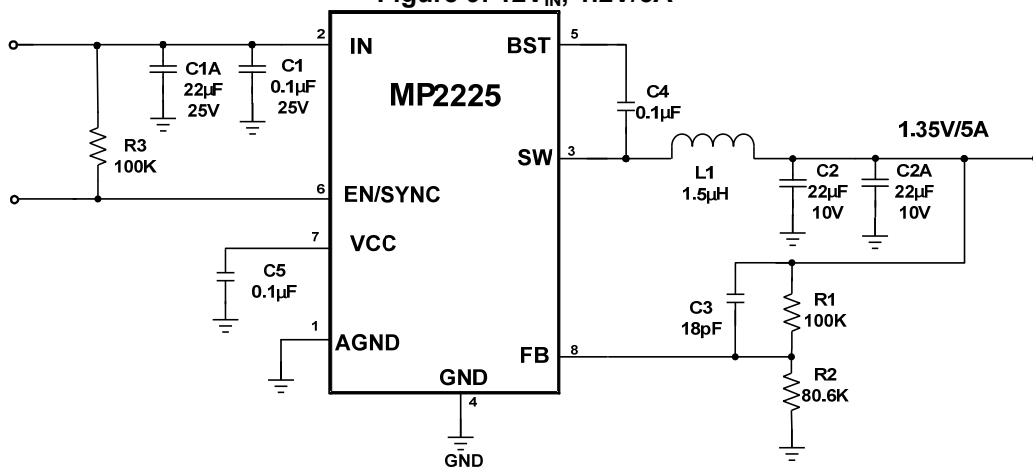 Figure 12VIN, 1.2V/5A
2
IN
BST
5
C1A
22µF
25V
C1
0.1µF
25V
MP2225
C4
0.1µF
R3
100K
SW
3
L1
1.5µH
1.35V/5A
C2
22µF
10V
C2A
22µF
10V
6
EN/SYNC
7
VCC
C5
0.1µF
C3
18pF
R1
100K
1
AGND
FB
8
R2
80.6K
GND
4
GND